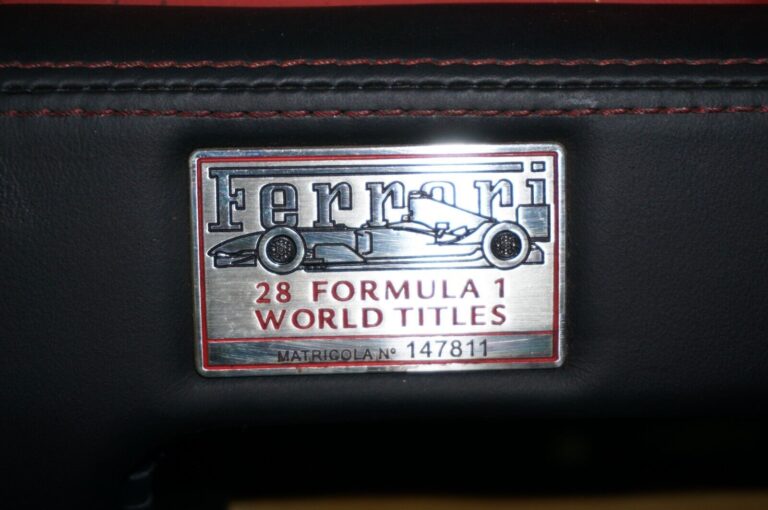 Ferrari
28 FORMULA 1
WORLD TITLES
MATRICOLA Nº 147811